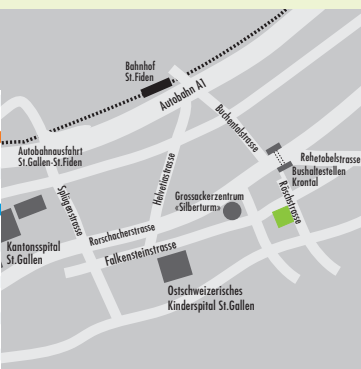 Bahnhof
St.Fiden
Autobahn A1
Buchentalstrasse
Autobahnausfahrt
St.Gallen-St.Fiden
Rehetobelstrasse
Bushaltestellen
Krontal
Helvetiastrasse
Splügenstrasse
Röschstrasse
Grossackerzentrum
«Silberturm»
Rorschacherstrasse
Kantonsspital
St.Gallen
Falkensteinstrasse
Ostschweizerisches
Kinderspital St.Gallen